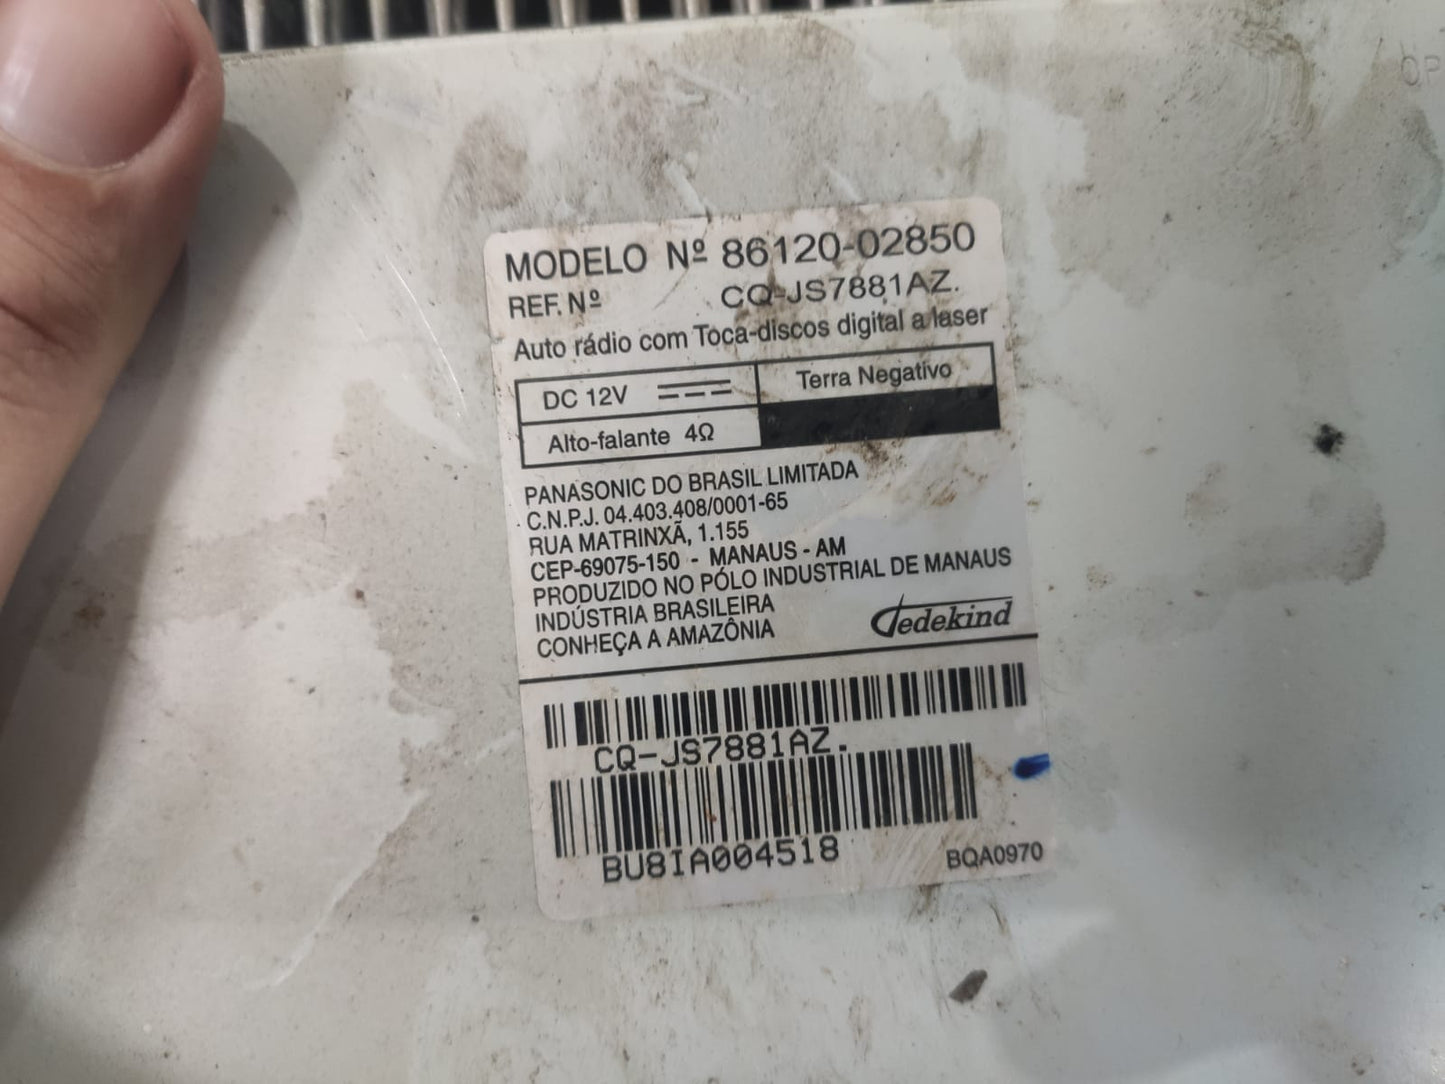 OP
MODELO Nº 86120-02850
REF. Nº CQ-JS7881AZ.
Auto rádio com Toca-discos digital a laser
DC 12V Terra Negativo
Alto-falante 4Ω
PANASONIC DO BRASIL LIMITADA
C.N.P.J. 04.403.408/0001-65
RUA MATRINXÃ, 1.155
CEP-69075-150 - MANAUS - AM
PRODUZIDO NO PÓLO INDUSTRIAL DE MANAUS
INDÚSTRIA BRASILEIRA
CONHEÇA A AMAZÔNIA
Dedekind
CQ-JS7881AZ.
BU8IA004518
BQA0970